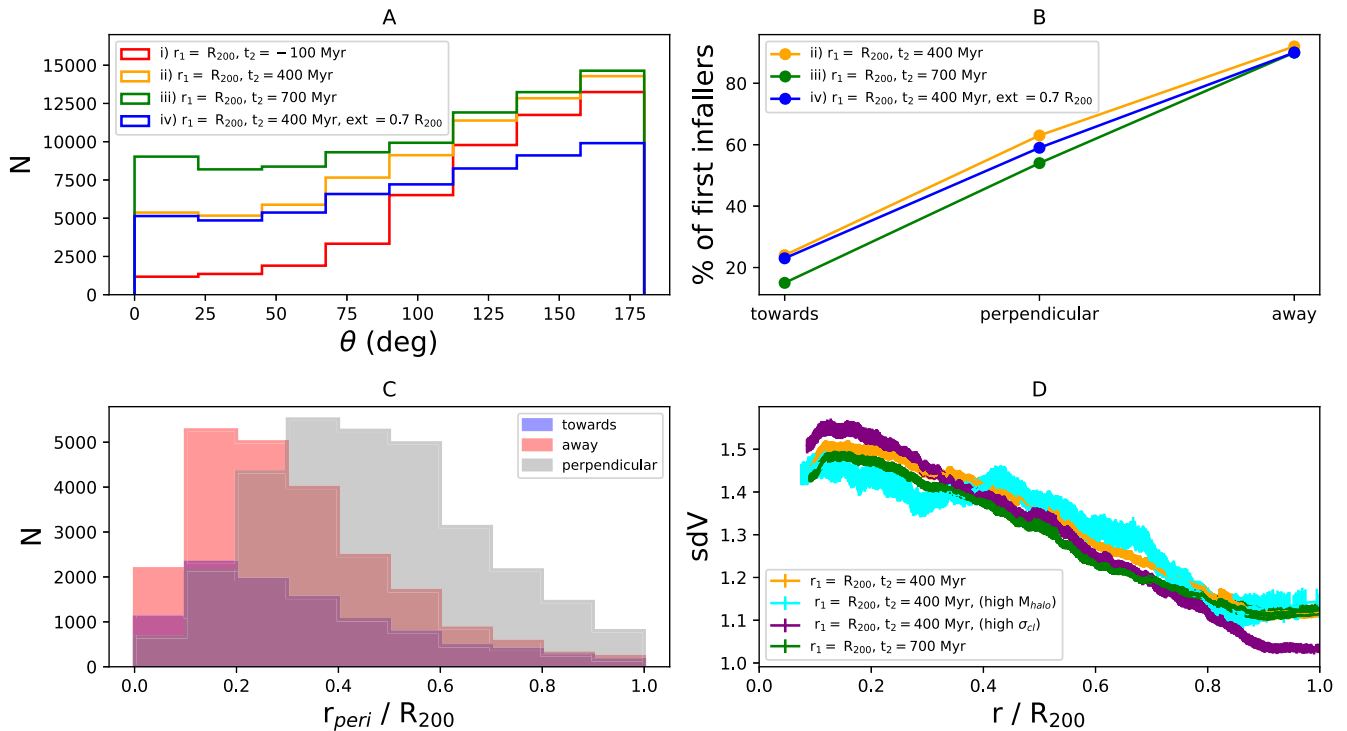 A
i) r₁ = R₂₀₀, t₂ = −100 Myr
ii) r₁ = R₂₀₀, t₂ = 400 Myr
iii) r₁ = R₂₀₀, t₂ = 700 Myr
iv) r₁ = R₂₀₀, t₂ = 400 Myr, ext = 0.7 R₂₀₀
N
15000
12500
10000
7500
5000
2500
0
0 25 50 75 100 125 150 175
θ (deg)
B
ii) r₁ = R₂₀₀, t₂ = 400 Myr
iii) r₁ = R₂₀₀, t₂ = 700 Myr
iv) r₁ = R₂₀₀, t₂ = 400 Myr, ext = 0.7 R₂₀₀
% of first infallers
80
60
40
20
towards perpendicular away
C
towards
away
perpendicular
N
5000
4000
3000
2000
1000
0
0.0 0.2 0.4 0.6 0.8 1.0
r_peri / R₂₀₀
D
sdV
1.5
1.4
1.3
1.2
1.1
1.0
r₁ = R₂₀₀, t₂ = 400 Myr
r₁ = R₂₀₀, t₂ = 400 Myr, (high M_halo)
r₁ = R₂₀₀, t₂ = 400 Myr, (high σ_cl)
r₁ = R₂₀₀, t₂ = 700 Myr
0.0 0.2 0.4 0.6 0.8 1.0
r / R₂₀₀